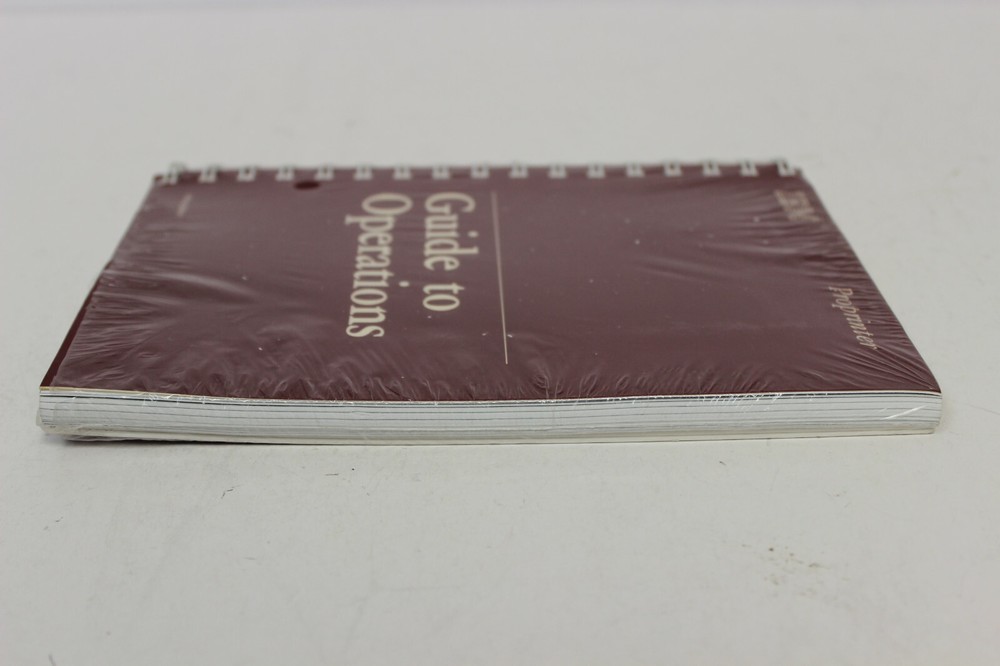 IBM
Proprinter
Guide to
Operations